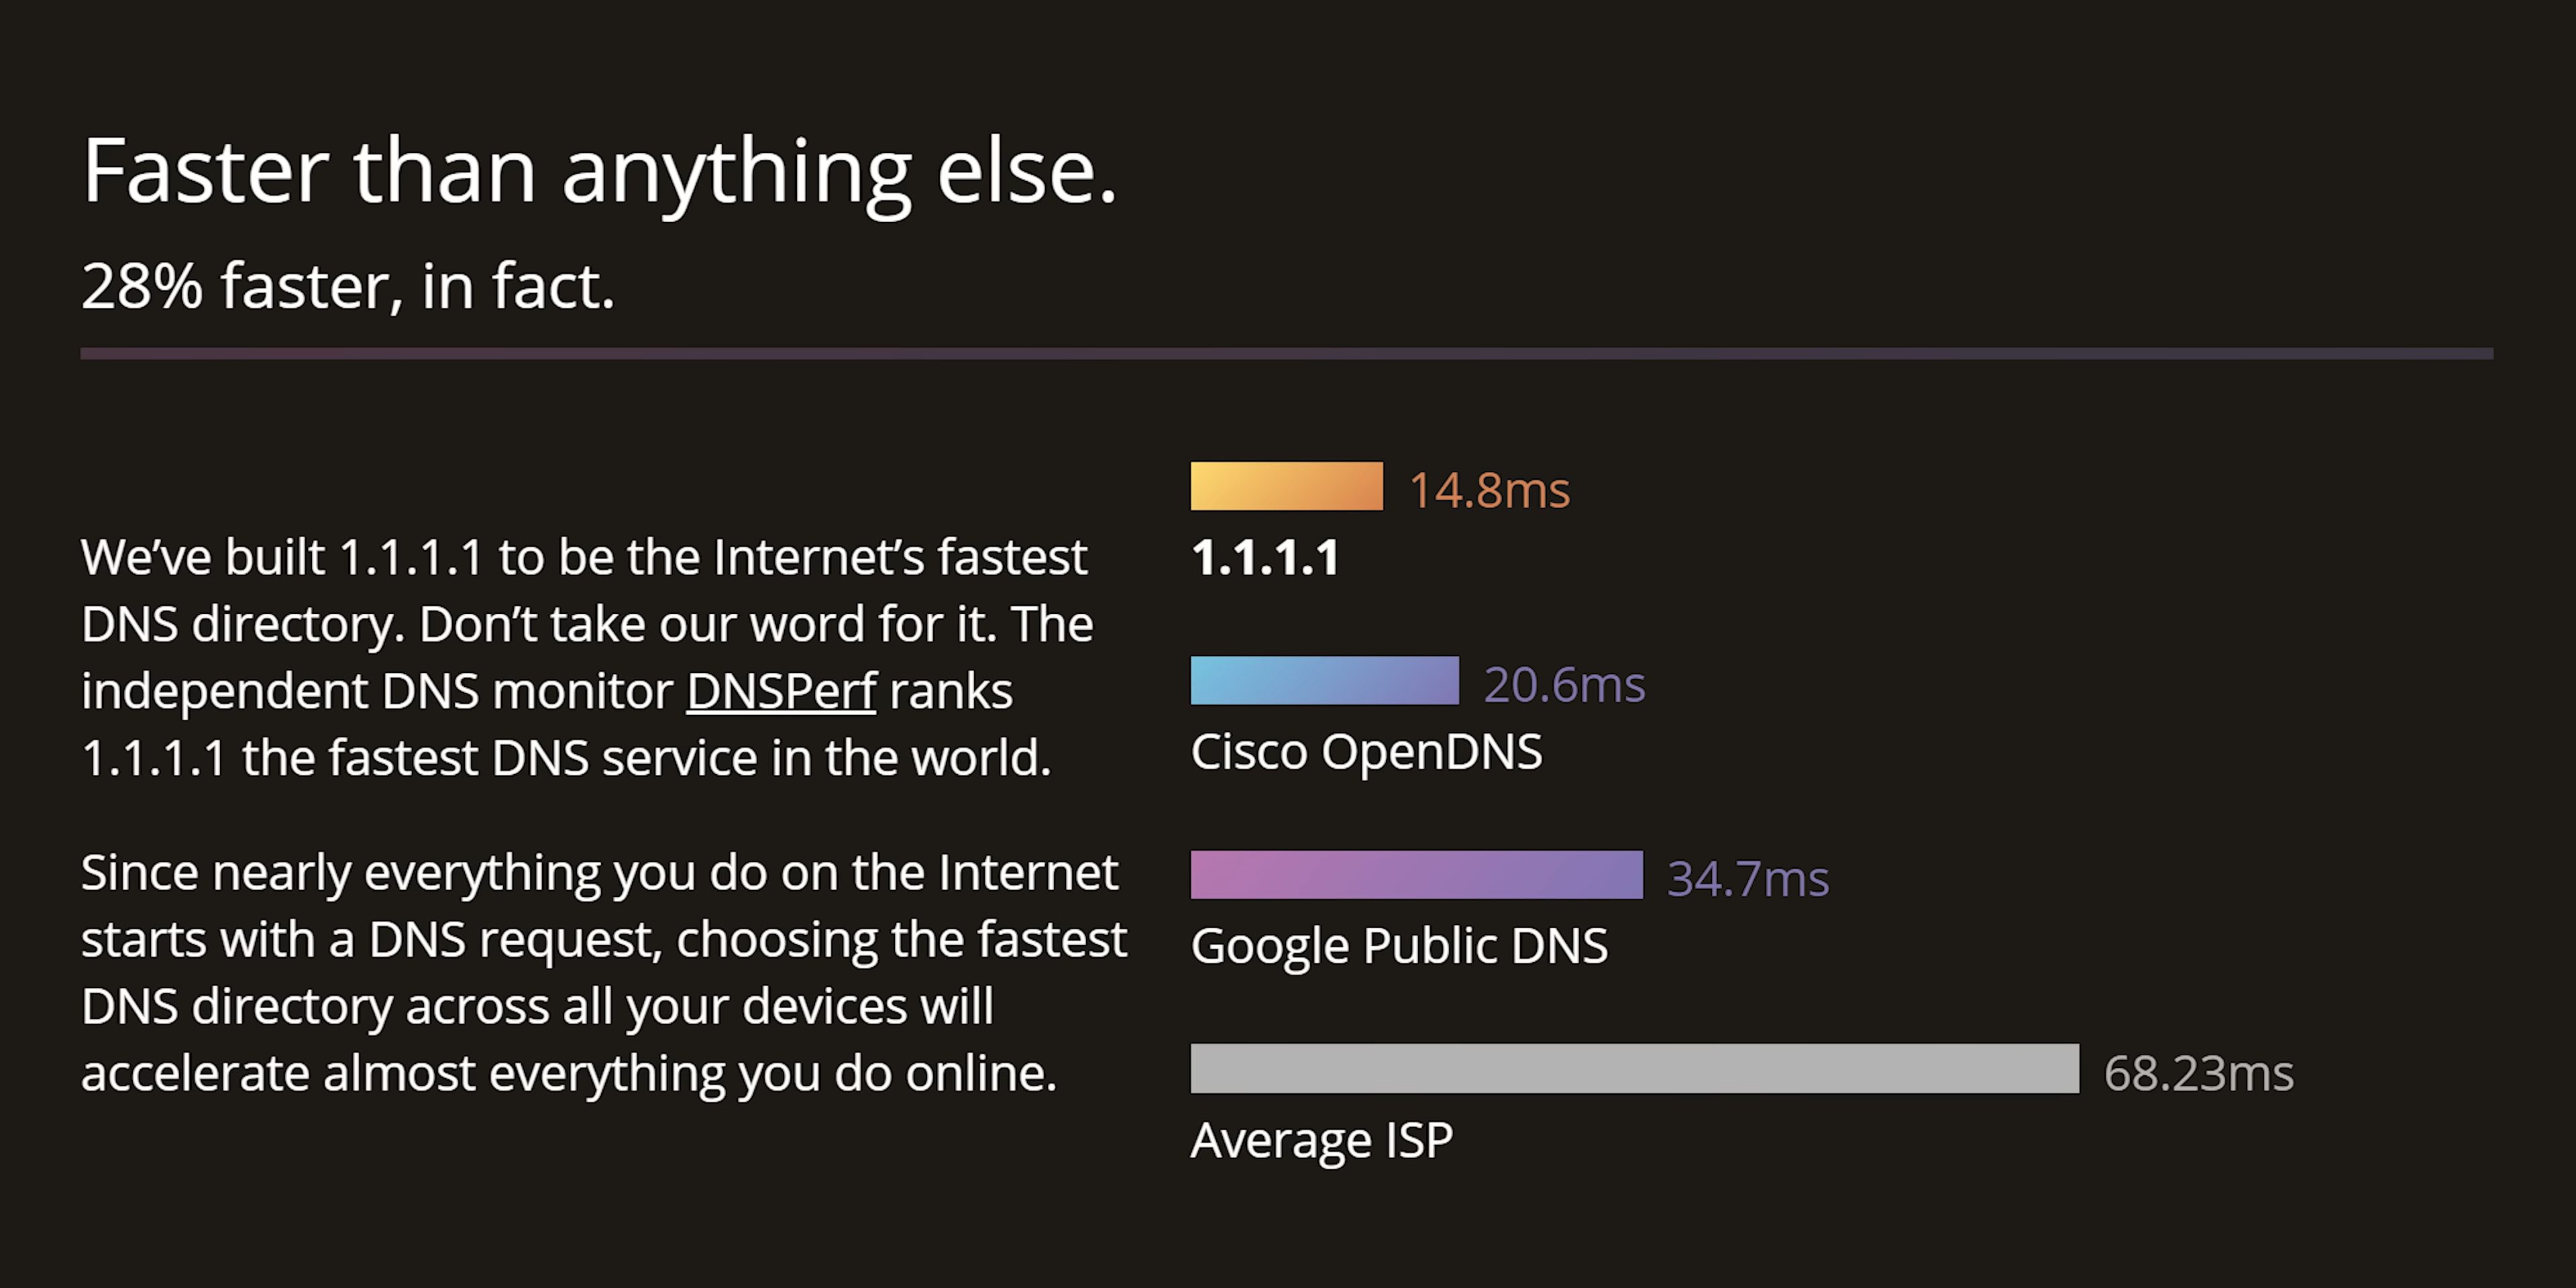 Faster than anything else.
28% faster, in fact.
We’ve built 1.1.1.1 to be the Internet’s fastest
DNS directory. Don’t take our word for it. The
independent DNS monitor DNSPerf ranks
1.1.1.1 the fastest DNS service in the world.
Since nearly everything you do on the Internet
starts with a DNS request, choosing the fastest
DNS directory across all your devices will
accelerate almost everything you do online.
14.8ms
1.1.1.1
20.6ms
Cisco OpenDNS
34.7ms
Google Public DNS
68.23ms
Average ISP